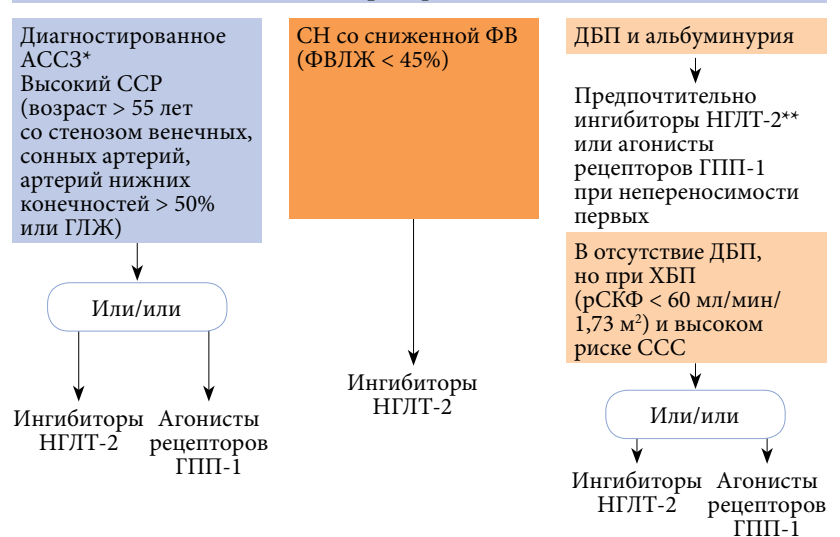 Диагностированное
АССЗ*
Высокий ССР
(возраст > 55 лет
со стенозом венечных,
сонных артерий,
артерий нижних
конечностей > 50%
или ГЛЖ)
Или/или
Ингибиторы
НГЛТ-2
Агонисты
рецепторов
ГПП-1
СН со сниженной ФВ
(ФВЛЖ < 45%)
Ингибиторы
НГЛТ-2
ДБП и альбуминурия
Предпочтительно
ингибиторы НГЛТ-2**
или агонисты
рецепторов ГПП-1
при непереносимости
первых
В отсутствие ДБП,
но при ХБП
(рСКФ < 60 мл/мин/
1,73 м²) и высоком
риске ССС
Или/или
Ингибиторы
НГЛТ-2
Агонисты
рецепторов
ГПП-1